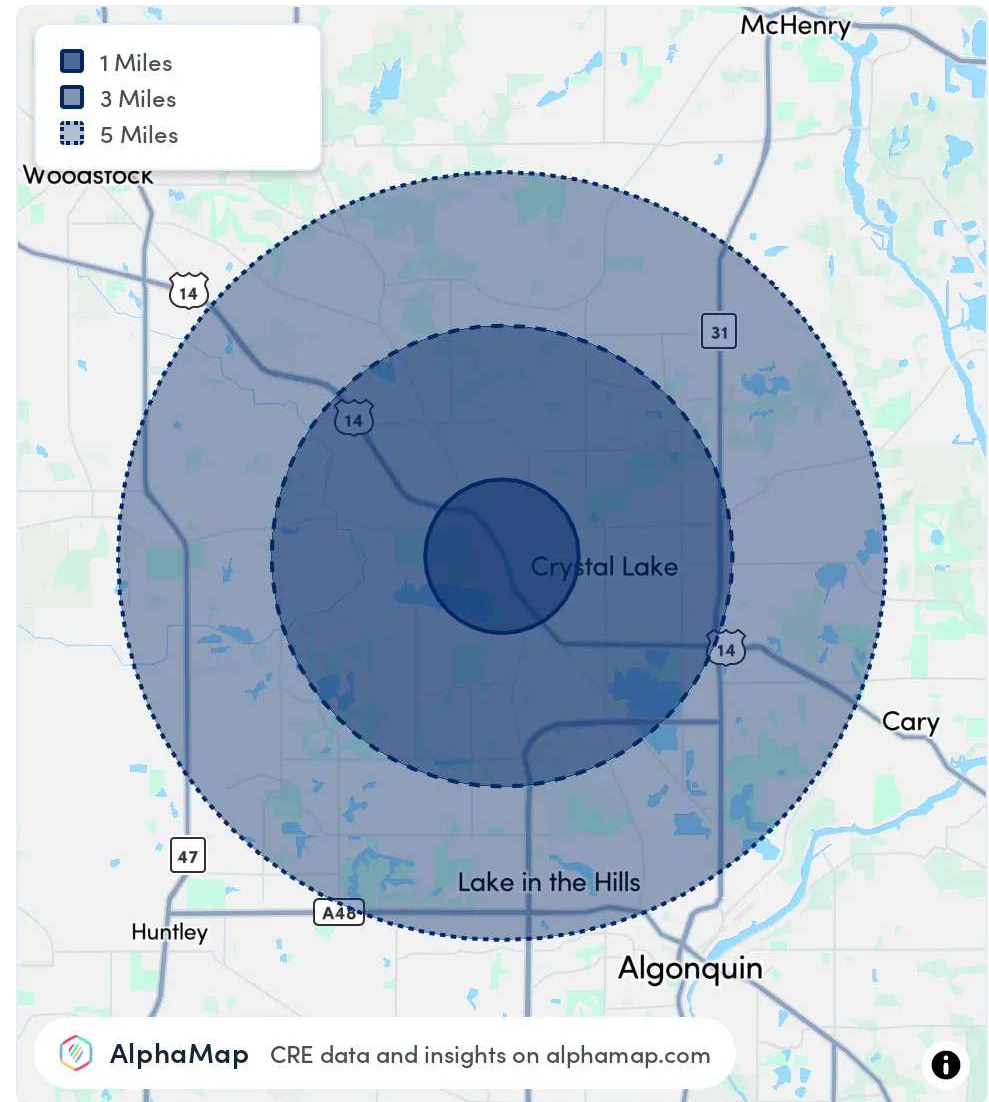 McHenry
1 Miles
3 Miles
5 Miles
Woodstock
14
31
14
Crystal Lake
14
Cary
47
Lake in the Hills
A48
Huntley
Algonquin
AlphaMap CRE data and insights on alphamap.com